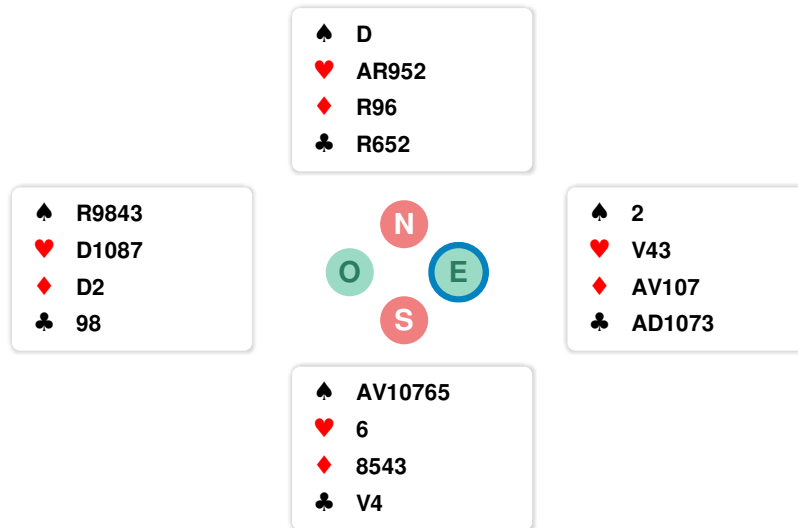 ♠ D
♥ AR952
♦ R96
♣ R652
♠ R9843
♥ D1087
♦ D2
♣ 98
N
O E
S
♠ 2
♥ V43
♦ AV107
♣ AD1073
♠ AV10765
♥ 6
♦ 8543
♣ V4